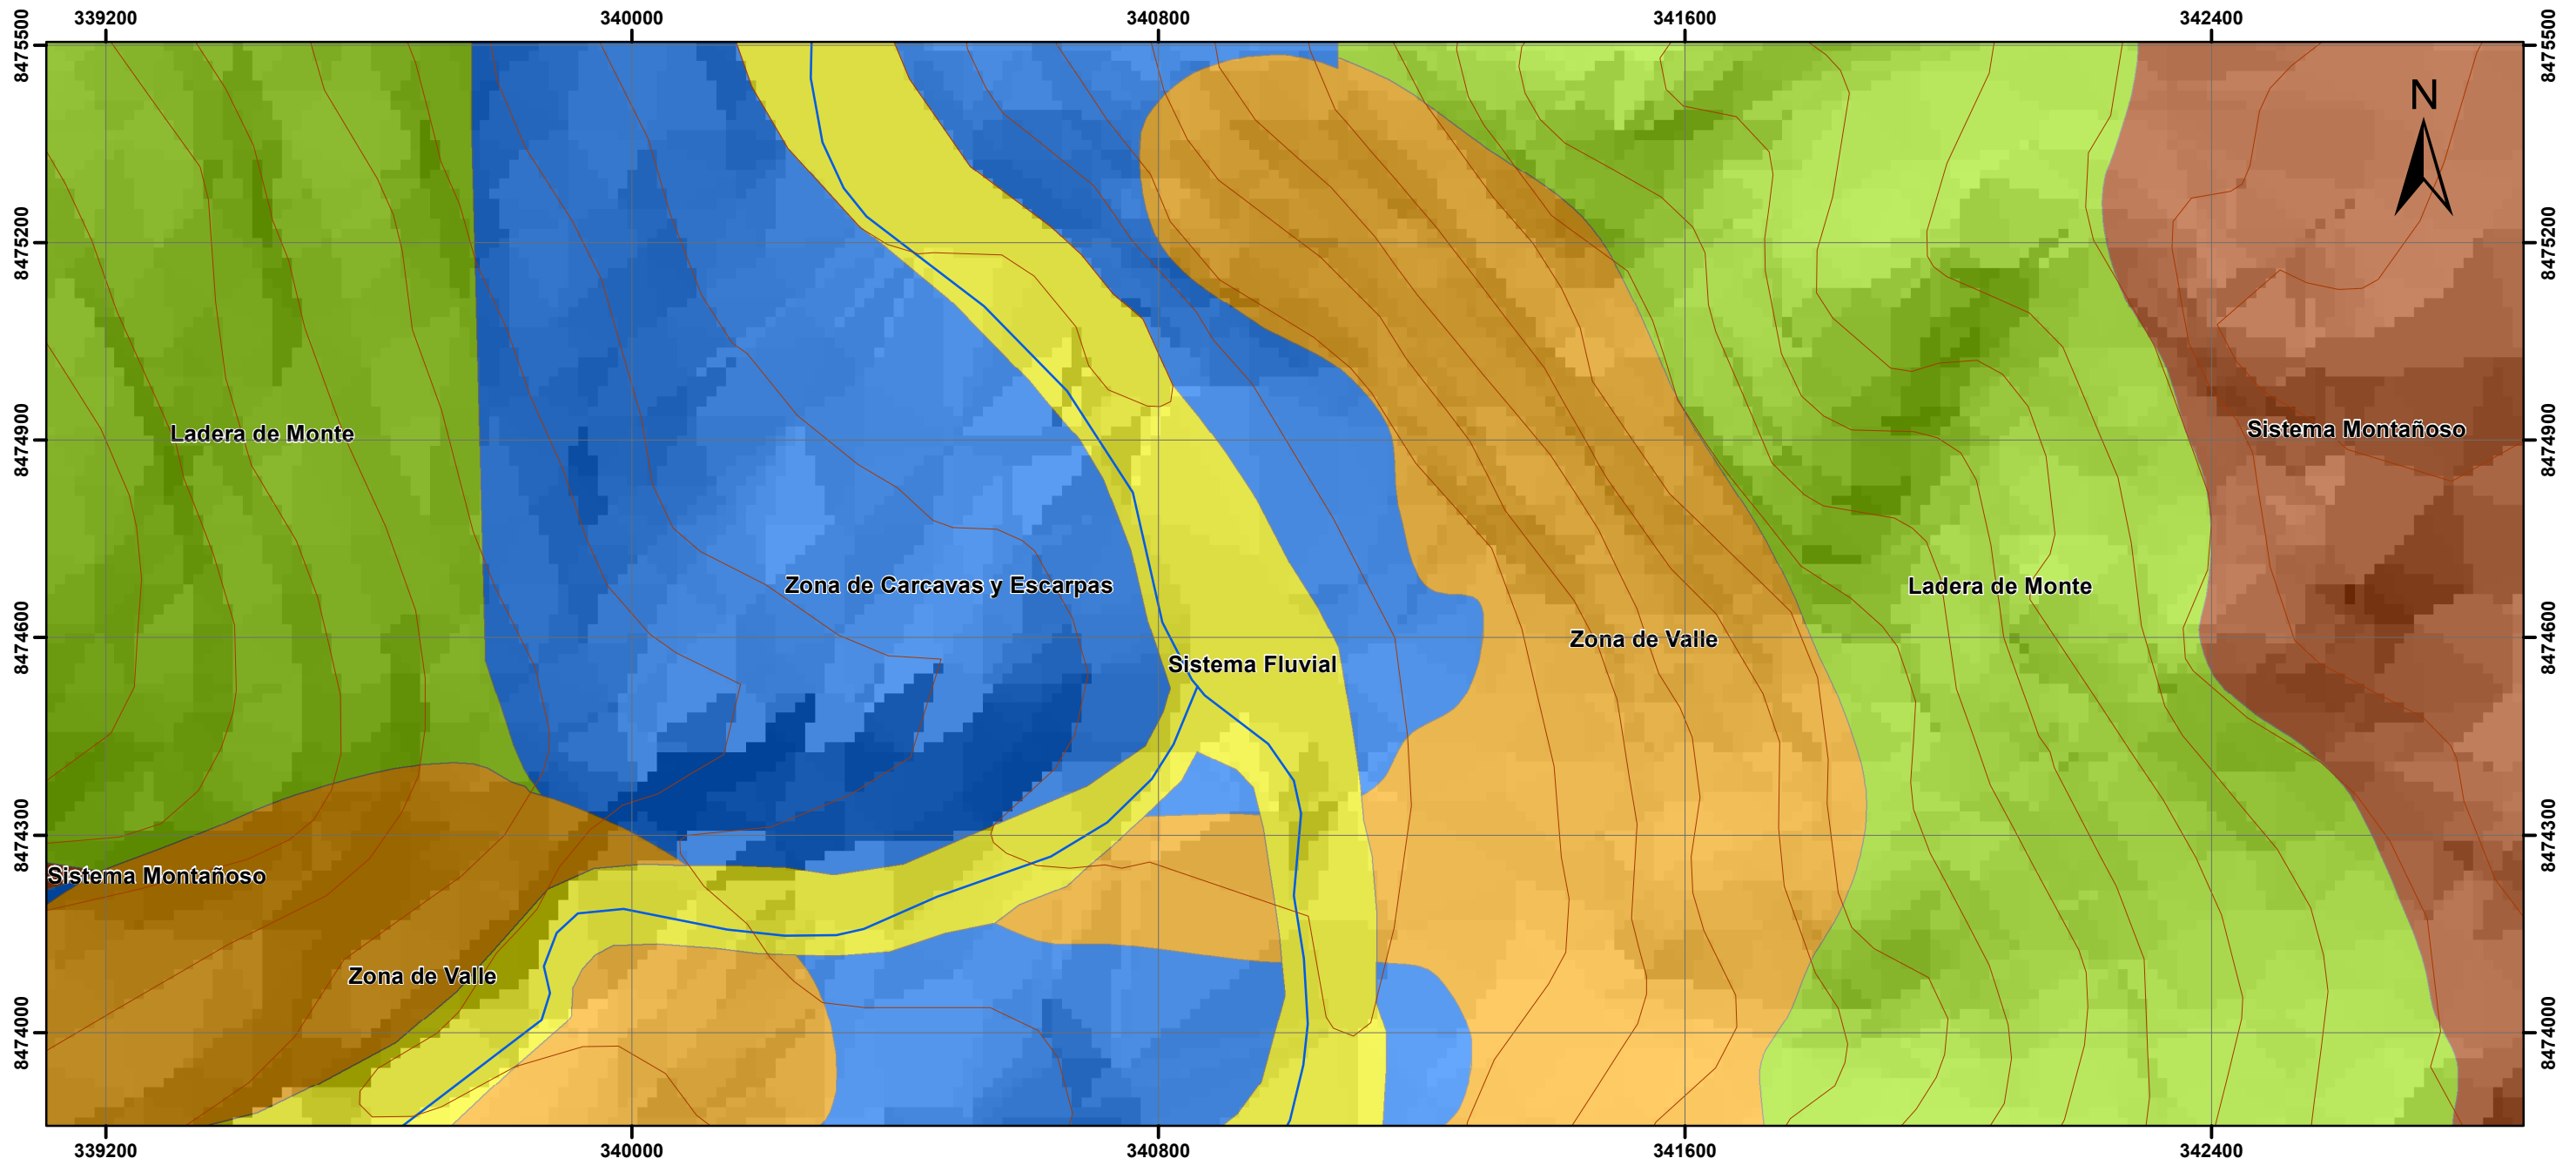 339200 340000 340800 341600 342400
8475500 8475500
N
8475200 8475200
8474900 8474900
Ladera de Monte
Sistema Montañoso
Zona de Carcavas y Escarpas
Ladera de Monte
8474600 8474600
Zona de Valle
Sistema Fluvial
8474300 8474300
Sistema Montañoso
Zona de Valle
8474000 8474000
339200 340000 340800 341600 342400